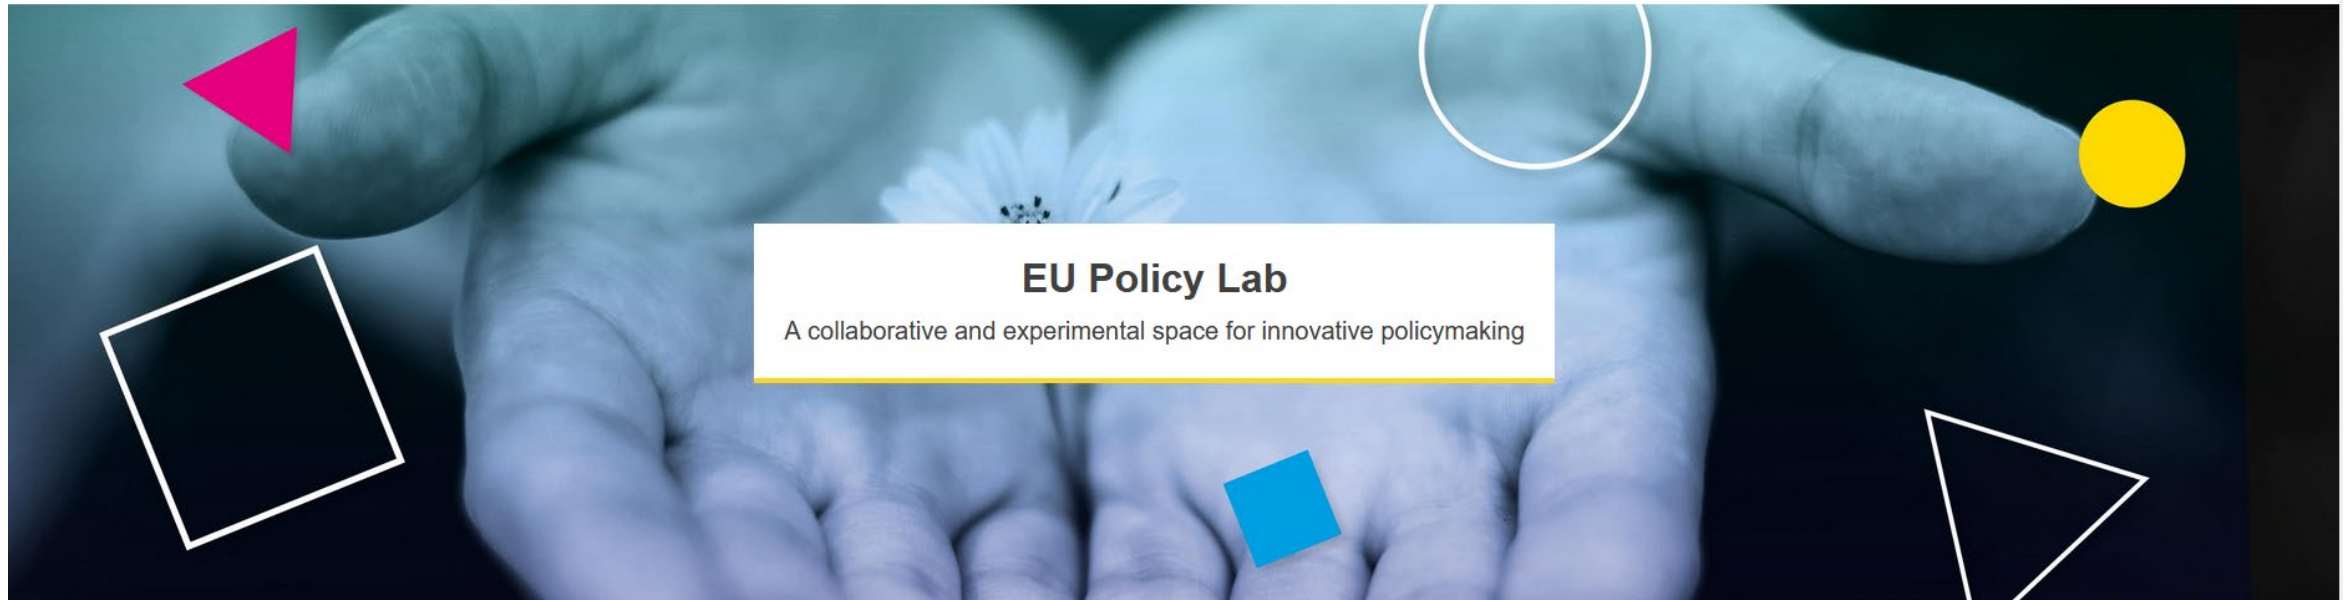 EU Policy Lab
A collaborative and experimental space for innovative policymaking